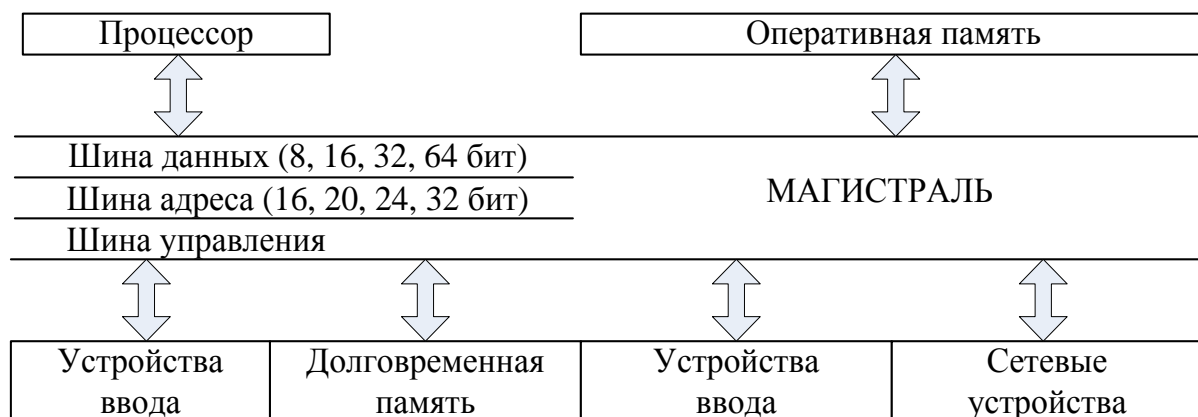 Процессор
Оперативная память
Шина данных (8, 16, 32, 64 бит)
Шина адреса (16, 20, 24, 32 бит)
Шина управления
МАГИСТРАЛЬ
Устройства
ввода
Долговременная
память
Устройства
ввода
Сетевые
устройства